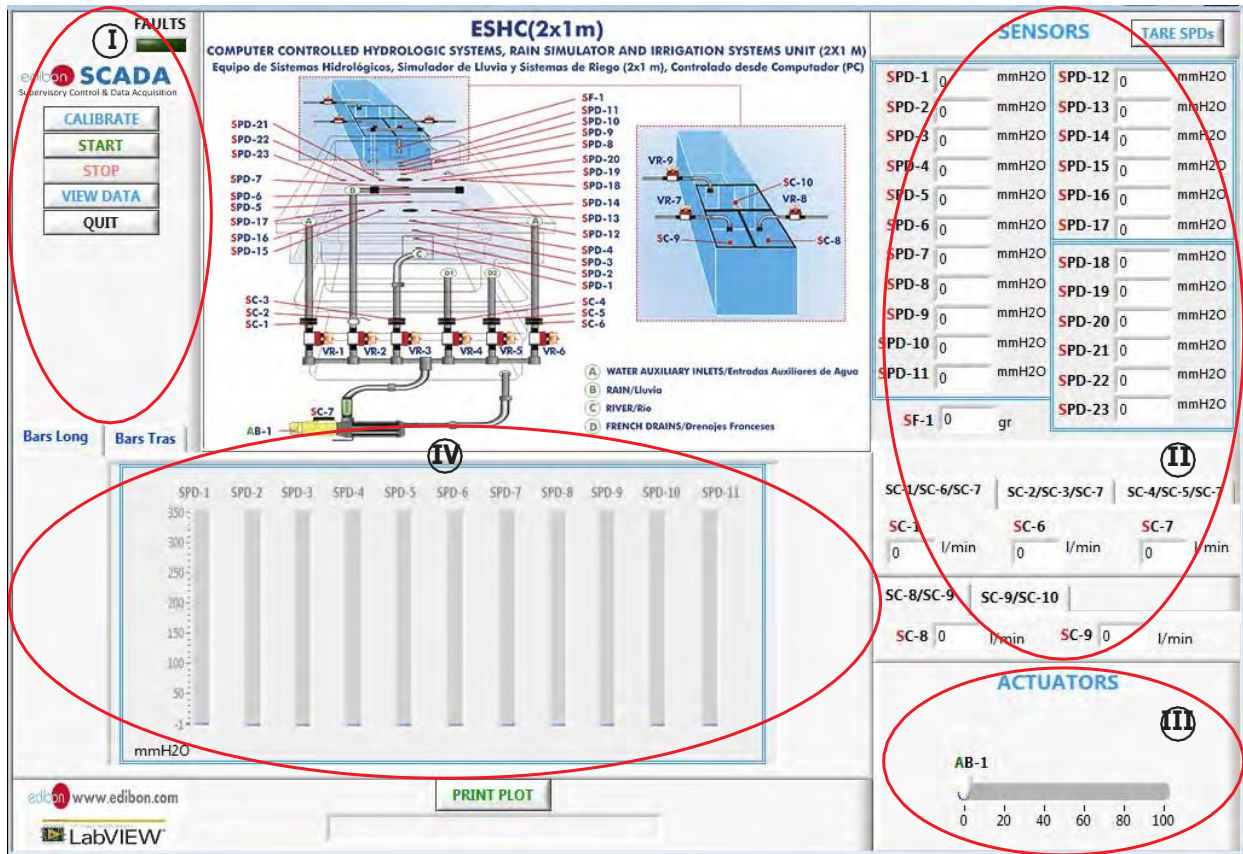 FAULTS
I
edibon SCADA
Supervisory Control & Data Acquisition
CALIBRATE
START
STOP
VIEW DATA
QUIT
ESHC(2x1m)
COMPUTER CONTROLLED HYDROLOGIC SYSTEMS, RAIN SIMULATOR AND IRRIGATION SYSTEMS UNIT (2X1 M)
Equipo de Sistemas Hidrológicos, Simulador de Lluvia y Sistemas de Riego (2x1 m), Controlado desde Computador (PC)
SPD-21
SPD-22
SPD-23
SPD-7
SPD-6
SPD-5
SPD-17
SPD-16
SPD-15
SF-1
SPD-11
SPD-10
SPD-9
SPD-8
SPD-20
SPD-19
SPD-18
SPD-14
SPD-13
SPD-12
SPD-4
SPD-3
SPD-2
SPD-1
A
B
A
C
D1
D2
SC-3
SC-2
SC-1
SC-4
SC-5
SC-6
VR-1
VR-2
VR-3
VR-4
VR-5
VR-6
SC-7
AB-1
VR-9
SC-10
VR-7
VR-8
SC-9
SC-8
A WATER AUXILIARY INLETS/Entradas Auxiliares de Agua
B RAIN/Lluvia
C RIVER/Río
D FRENCH DRAINS/Drenajes Franceses
SENSORS
TARE SPDs
SPD-1 0 mmH2O SPD-12 0 mmH2O
SPD-2 0 mmH2O SPD-13 0 mmH2O
SPD-3 0 mmH2O SPD-14 0 mmH2O
SPD-4 0 mmH2O SPD-15 0 mmH2O
SPD-5 0 mmH2O SPD-16 0 mmH2O
SPD-6 0 mmH2O SPD-17 0 mmH2O
SPD-7 0 mmH2O SPD-18 0 mmH2O
SPD-8 0 mmH2O SPD-19 0 mmH2O
SPD-9 0 mmH2O SPD-20 0 mmH2O
SPD-10 0 mmH2O SPD-21 0 mmH2O
SPD-11 0 mmH2O SPD-22 0 mmH2O
SF-1 0 gr SPD-23 0 mmH2O
II
SC-1/SC-6/SC-7 SC-2/SC-3/SC-7 SC-4/SC-5/SC-7
SC-1 SC-6 SC-7
0 l/min 0 l/min 0 l/min
SC-8/SC-9 SC-9/SC-10
SC-8 0 l/min SC-9 0 l/min
ACTUATORS
III
AB-1
0 20 40 60 80 100
Bars Long Bars Tras
IV
SPD-1 SPD-2 SPD-3 SPD-4 SPD-5 SPD-6 SPD-7 SPD-8 SPD-9 SPD-10 SPD-11
350
300
250
200
150
100
50
-1
mmH2O
edibon www.edibon.com
LabVIEW
PRINT PLOT